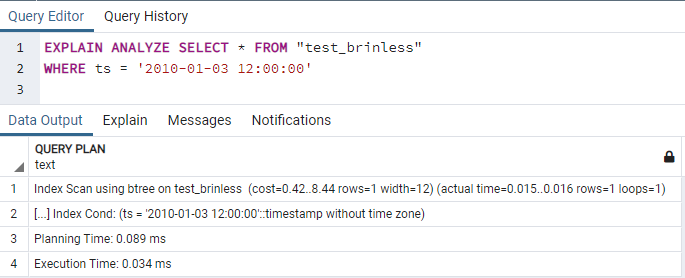 Query Editor Query History
1 EXPLAIN ANALYZE SELECT * FROM "test_brinless"
2 WHERE ts = '2010-01-03 12:00:00'
3
Data Output Explain Messages Notifications
QUERY PLAN
text
1 Index Scan using btree on test_brinless (cost=0.42..8.44 rows=1 width=12) (actual time=0.015..0.016 rows=1 loops=1)
2 [...] Index Cond: (ts = '2010-01-03 12:00:00'::timestamp without time zone)
3 Planning Time: 0.089 ms
4 Execution Time: 0.034 ms